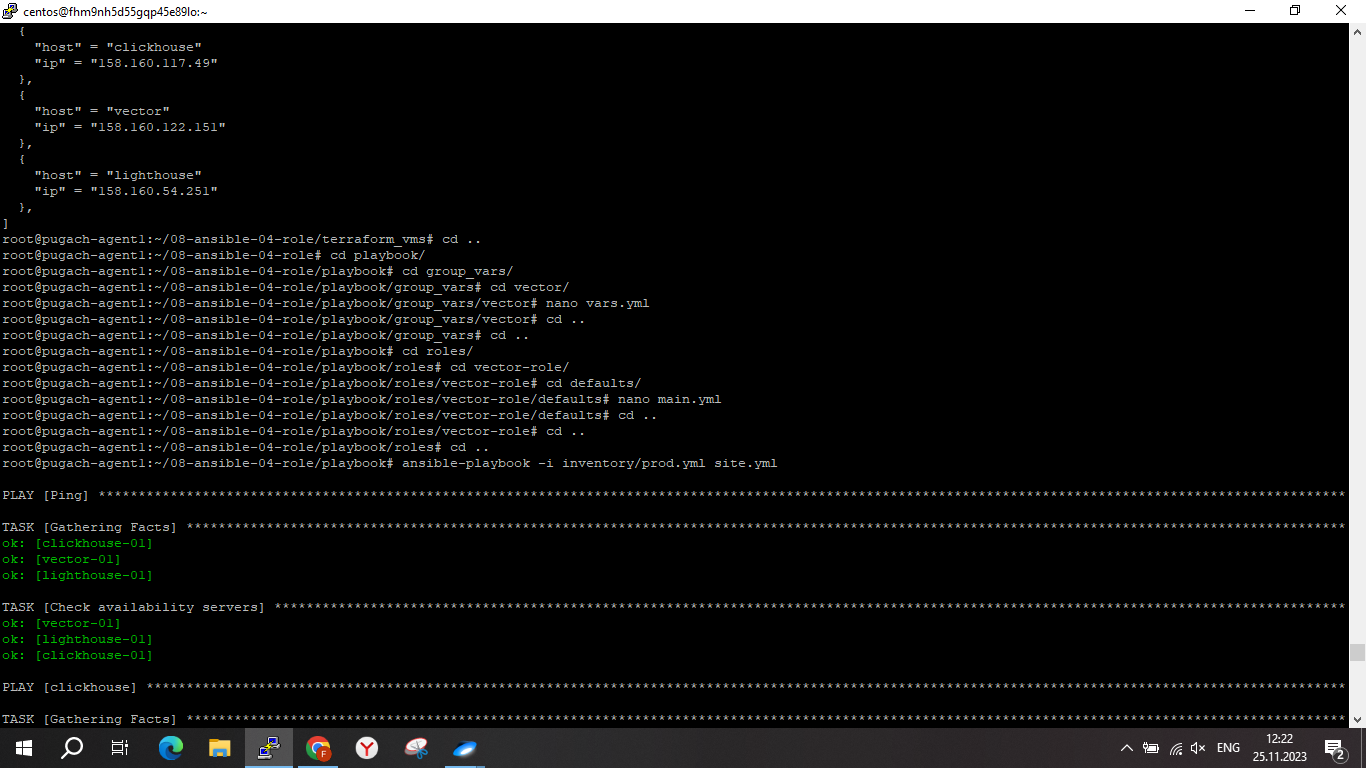 centos@fhm9nh5d55gqp45e89lo:~
  {
    "host" = "clickhouse"
    "ip" = "158.160.117.49"
  },
  {
    "host" = "vector"
    "ip" = "158.160.122.151"
  },
  {
    "host" = "lighthouse"
    "ip" = "158.160.54.251"
  },
]
root@pugach-agent1:~/08-ansible-04-role/terraform_vms# cd ..
root@pugach-agent1:~/08-ansible-04-role# cd playbook/
root@pugach-agent1:~/08-ansible-04-role/playbook# cd group_vars/
root@pugach-agent1:~/08-ansible-04-role/playbook/group_vars# cd vector/
root@pugach-agent1:~/08-ansible-04-role/playbook/group_vars/vector# nano vars.yml
root@pugach-agent1:~/08-ansible-04-role/playbook/group_vars/vector# cd ..
root@pugach-agent1:~/08-ansible-04-role/playbook/group_vars# cd ..
root@pugach-agent1:~/08-ansible-04-role/playbook# cd roles/
root@pugach-agent1:~/08-ansible-04-role/playbook/roles# cd vector-role/
root@pugach-agent1:~/08-ansible-04-role/playbook/roles/vector-role# cd defaults/
root@pugach-agent1:~/08-ansible-04-role/playbook/roles/vector-role/defaults# nano main.yml
root@pugach-agent1:~/08-ansible-04-role/playbook/roles/vector-role/defaults# cd ..
root@pugach-agent1:~/08-ansible-04-role/playbook/roles/vector-role# cd ..
root@pugach-agent1:~/08-ansible-04-role/playbook/roles# cd ..
root@pugach-agent1:~/08-ansible-04-role/playbook# ansible-playbook -i inventory/prod.yml site.yml
PLAY [Ping] ************************************************************************************************************************************************************
TASK [Gathering Facts] *************************************************************************************************************************************************
ok: [clickhouse-01]
ok: [vector-01]
ok: [lighthouse-01]
TASK [Check availability servers] **************************************************************************************************************************************
ok: [vector-01]
ok: [lighthouse-01]
ok: [clickhouse-01]
PLAY [clickhouse] ******************************************************************************************************************************************************
TASK [Gathering Facts] *************************************************************************************************************************************************
ENG
12:22
25.11.2023
2